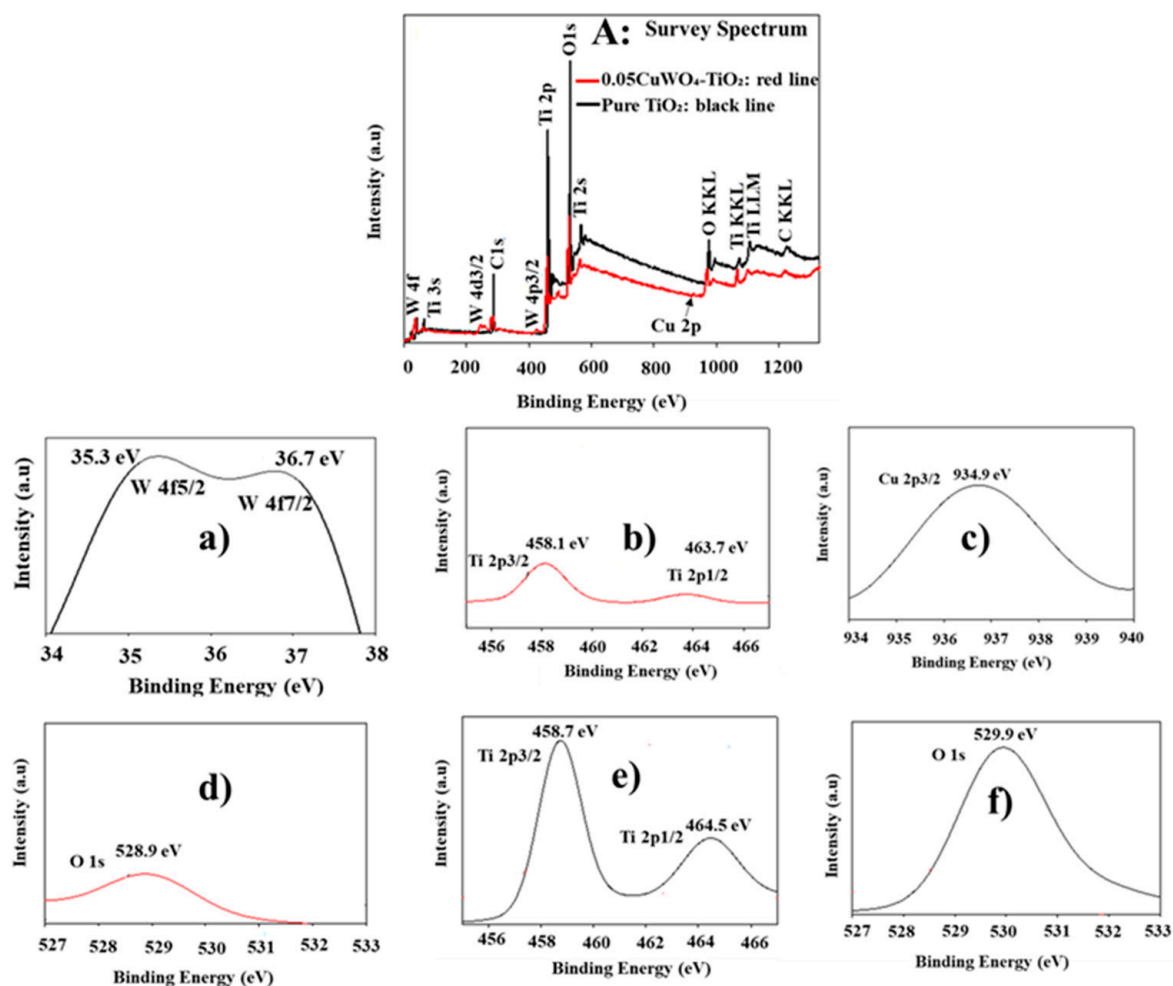 A: Survey Spectrum
0.05CuWO₄-TiO₂: red line
Pure TiO₂: black line
Intensity (a.u)
W 4f
Ti 3s
W 4d3/2
C1s
W 4p3/2
Ti 2p
O1s
Ti 2s
Cu 2p
O KKL
Ti KKL
Ti LLM
C KKL
0 200 400 600 800 1000 1200
Binding Energy (eV)
35.3 eV 36.7 eV
W 4f5/2
W 4f7/2
a)
Intensity (a.u)
34 35 36 37 38
Binding Energy (eV)
b)
458.1 eV 463.7 eV
Ti 2p3/2
Ti 2p1/2
Intensity (a.u)
456 458 460 462 464 466
Binding Energy (eV)
Cu 2p3/2 934.9 eV
c)
Intensity (a.u)
934 935 936 937 938 939 940
Binding Energy (eV)
d)
O 1s 528.9 eV
Intensity (a.u)
527 528 529 530 531 532 533
Binding Energy (eV)
458.7 eV
Ti 2p3/2
e)
Ti 2p1/2 464.5 eV
Intensity (a.u)
456 458 460 462 464 466
Binding Energy (eV)
529.9 eV
O 1s
f)
Intensity (a.u)
527 528 529 530 531 532 533
Binding Energy (eV)